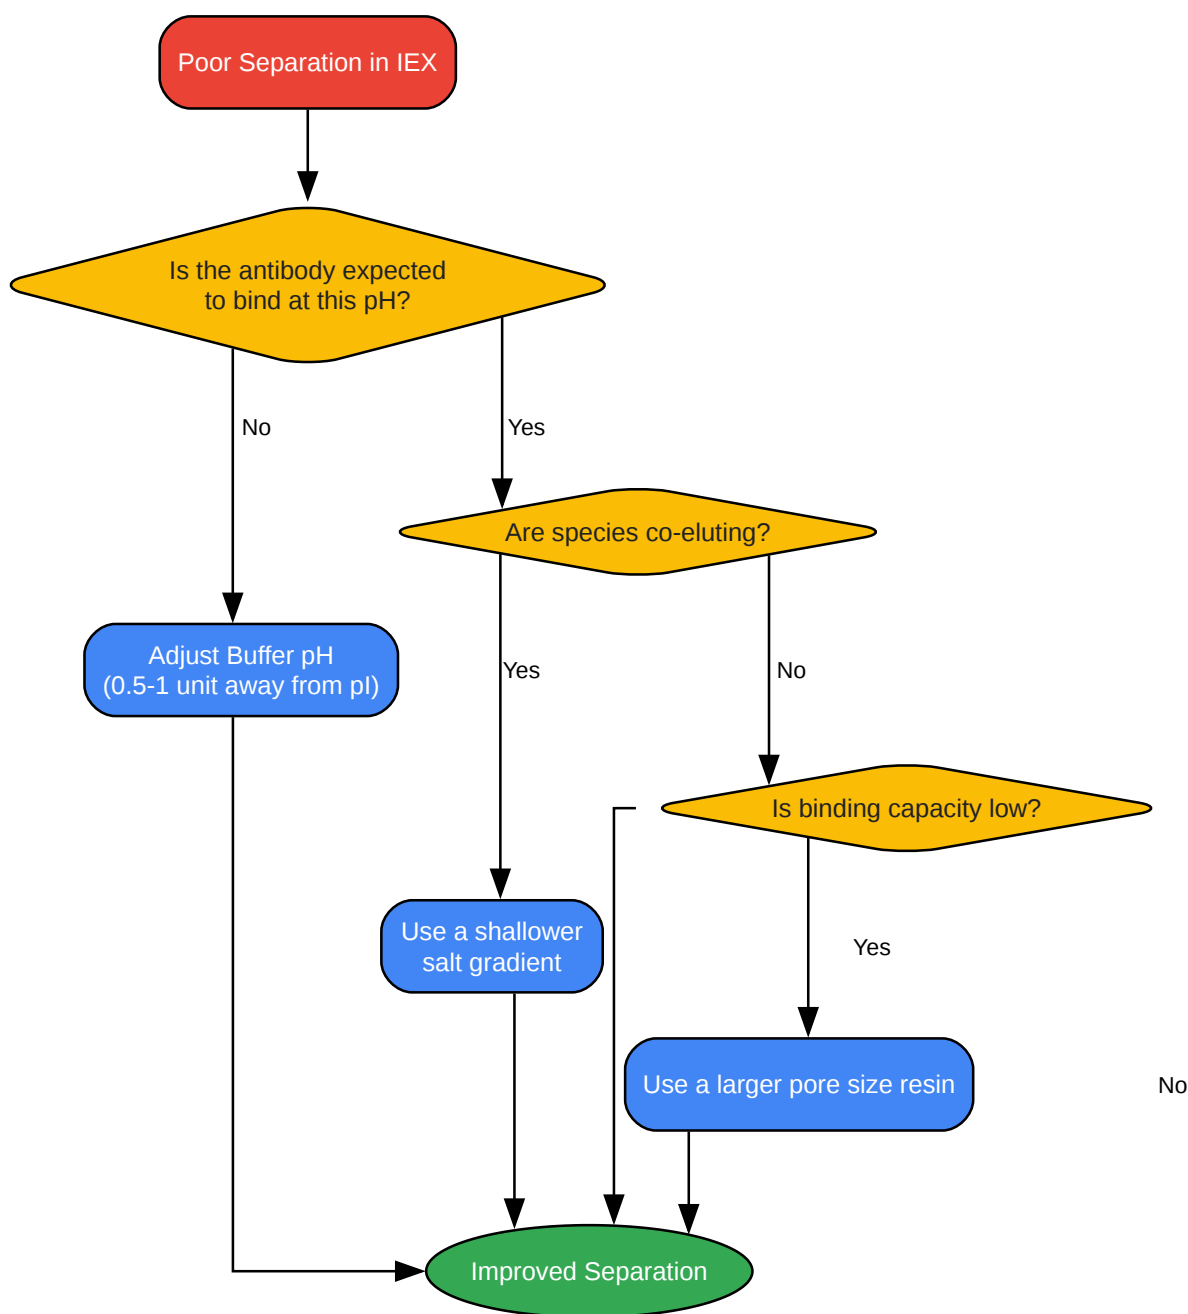 Poor Separation in IEX
Is the antibody expected
to bind at this pH?
No
Yes
Are species co-eluting?
Adjust Buffer pH
(0.5-1 unit away from pI)
Yes
No
Is binding capacity low?
Use a shallower
salt gradient
Yes
Use a larger pore size resin
No
Improved Separation